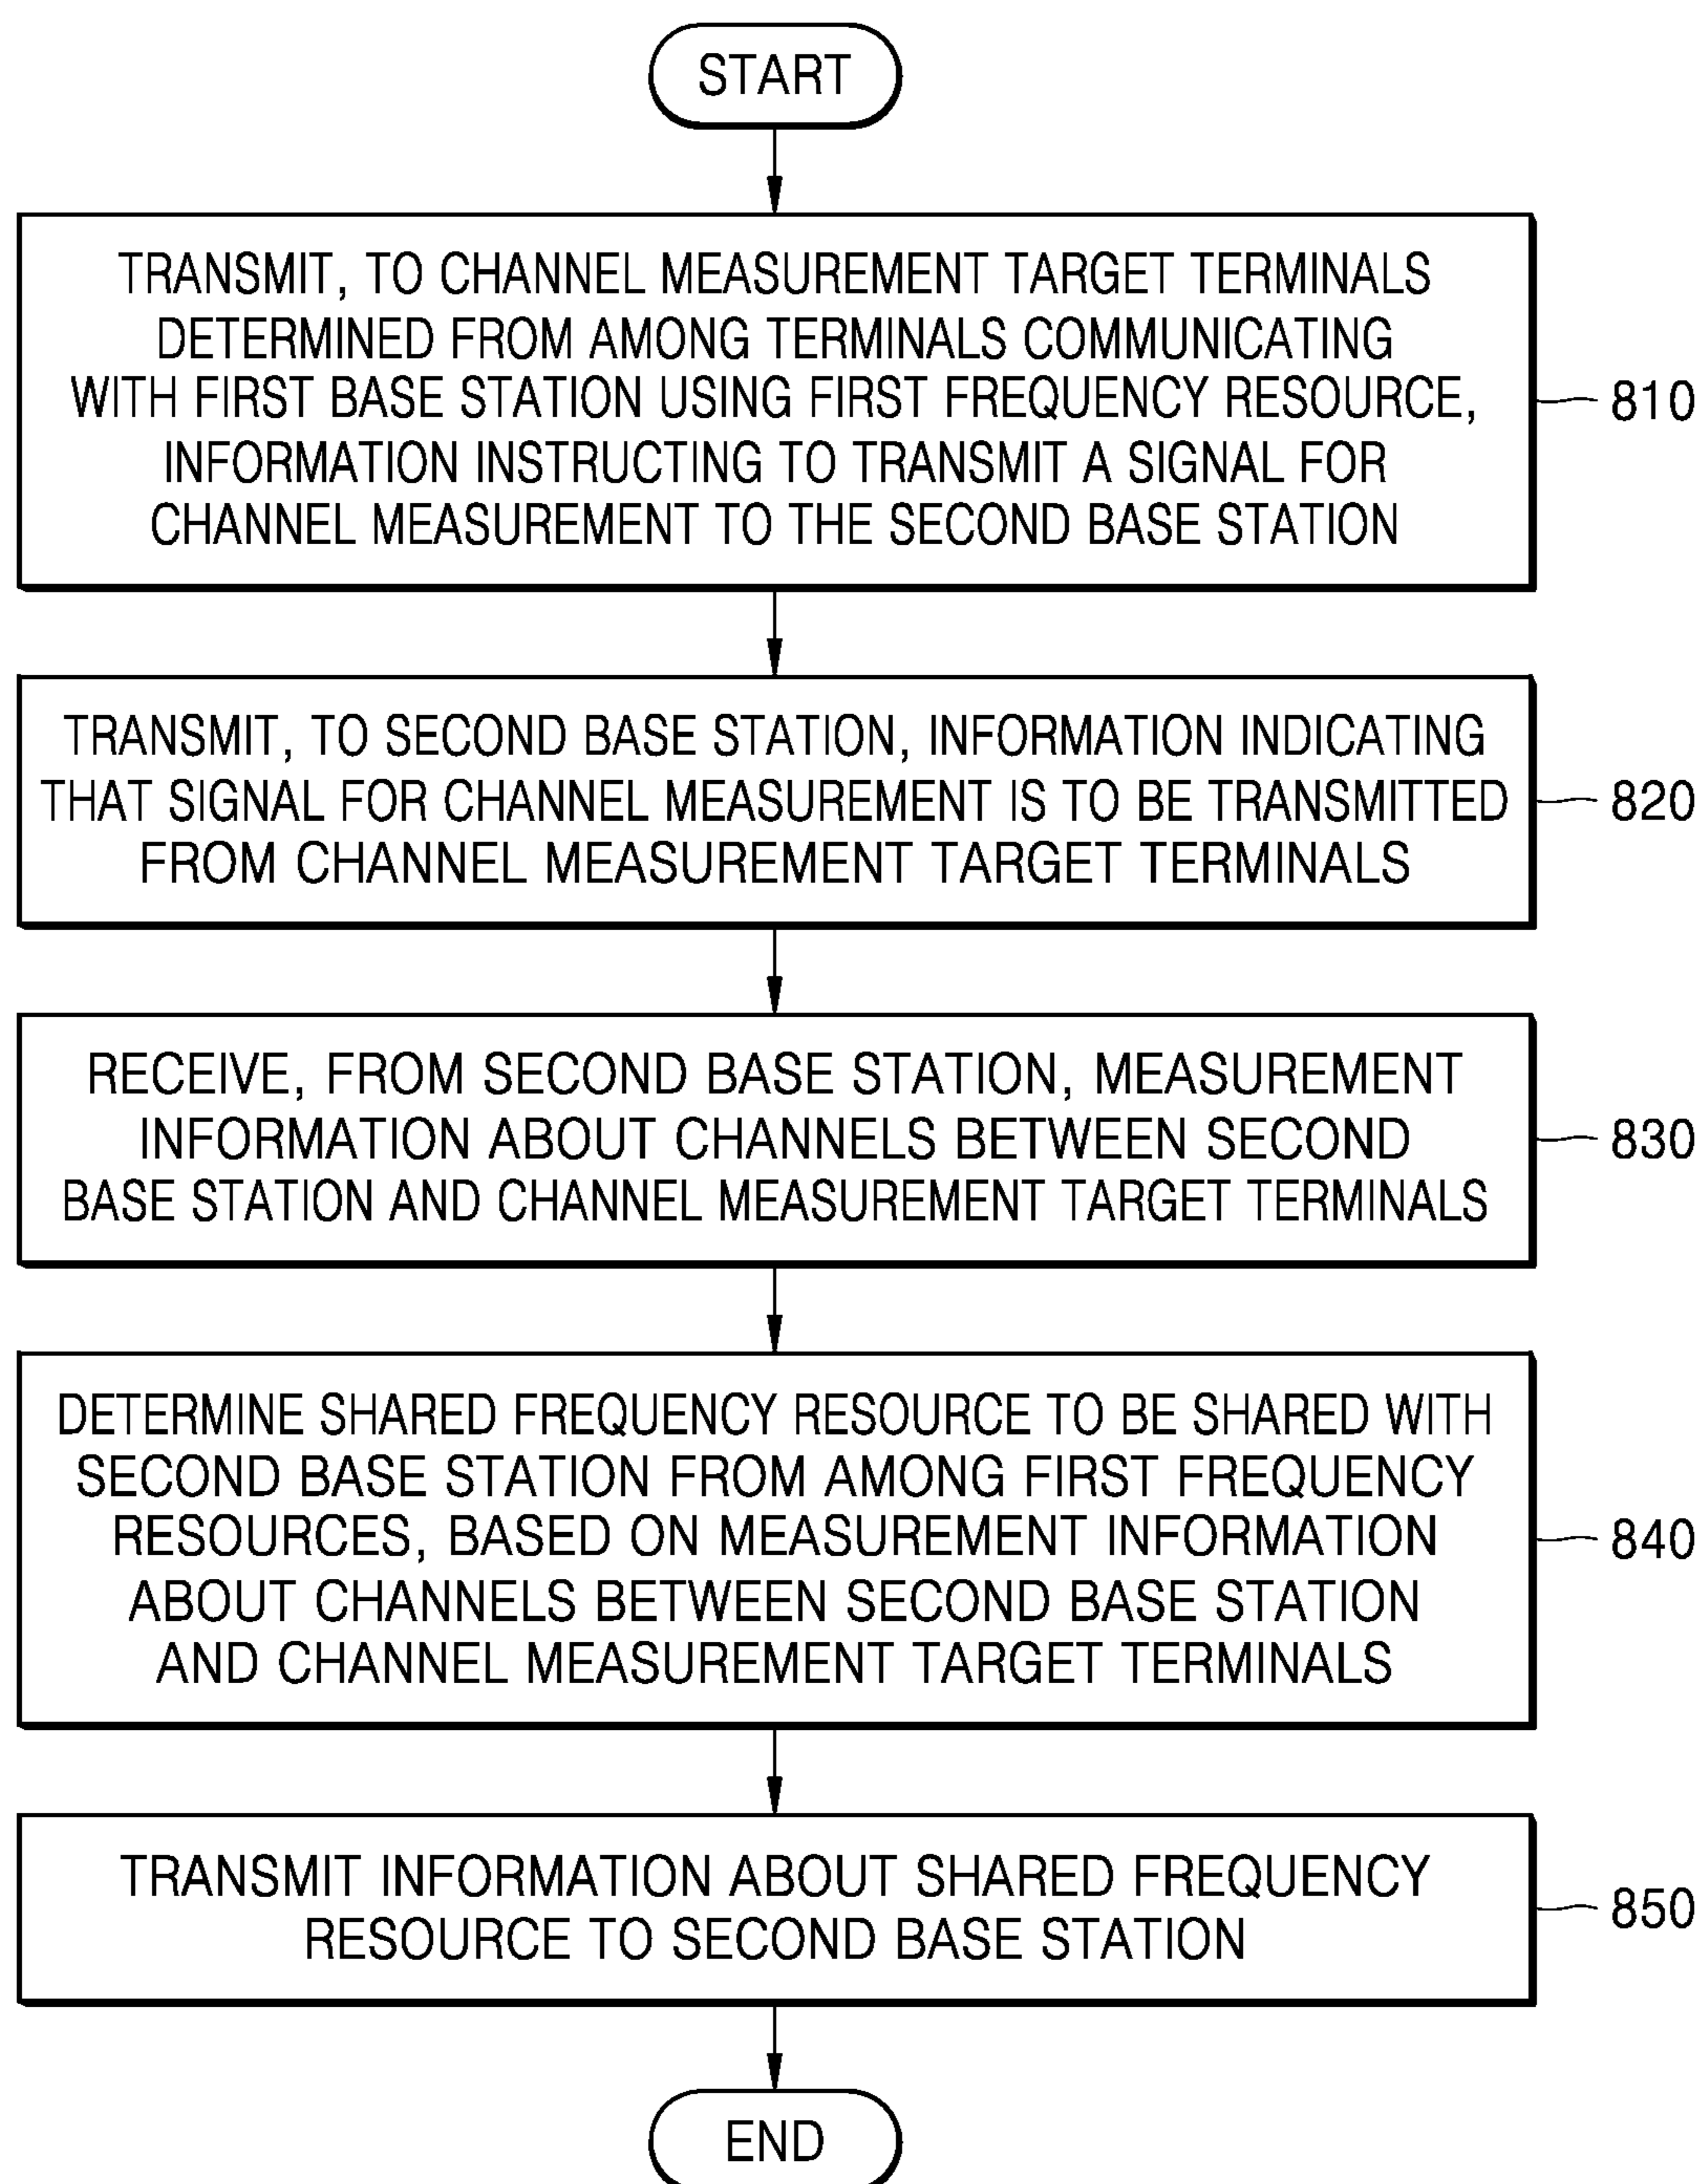 START
TRANSMIT, TO CHANNEL MEASUREMENT TARGET TERMINALS
DETERMINED FROM AMONG TERMINALS COMMUNICATING
WITH FIRST BASE STATION USING FIRST FREQUENCY RESOURCE,
INFORMATION INSTRUCTING TO TRANSMIT A SIGNAL FOR
CHANNEL MEASUREMENT TO THE SECOND BASE STATION
810
TRANSMIT, TO SECOND BASE STATION, INFORMATION INDICATING
THAT SIGNAL FOR CHANNEL MEASUREMENT IS TO BE TRANSMITTED
FROM CHANNEL MEASUREMENT TARGET TERMINALS
820
RECEIVE, FROM SECOND BASE STATION, MEASUREMENT
INFORMATION ABOUT CHANNELS BETWEEN SECOND
BASE STATION AND CHANNEL MEASUREMENT TARGET TERMINALS
830
DETERMINE SHARED FREQUENCY RESOURCE TO BE SHARED WITH
SECOND BASE STATION FROM AMONG FIRST FREQUENCY
RESOURCES, BASED ON MEASUREMENT INFORMATION
ABOUT CHANNELS BETWEEN SECOND BASE STATION
AND CHANNEL MEASUREMENT TARGET TERMINALS
840
TRANSMIT INFORMATION ABOUT SHARED FREQUENCY
RESOURCE TO SECOND BASE STATION
850
END